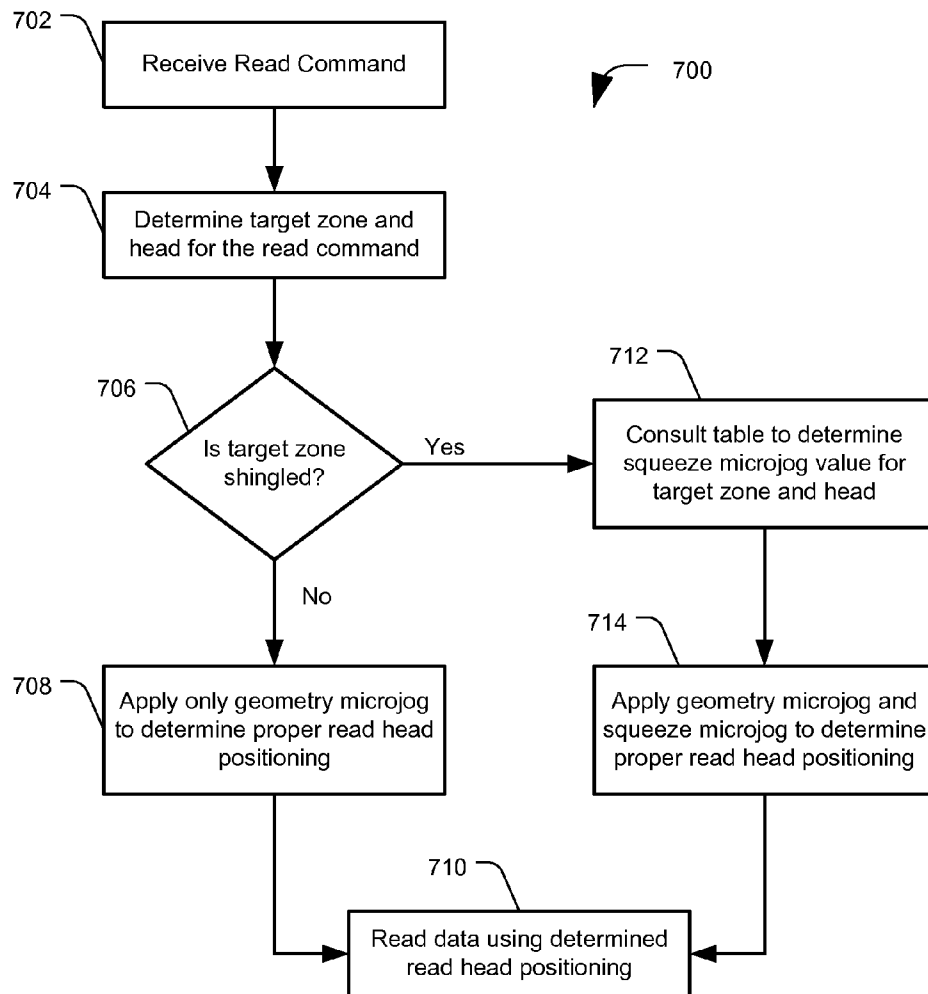 702
Receive Read Command
700
704
Determine target zone and
head for the read command
706
Is target zone
shingled?
Yes
712
Consult table to determine
squeeze microjog value for
target zone and head
No
708
Apply only geometry microjog
to determine proper read head
positioning
714
Apply geometry microjog and
squeeze microjog to determine
proper read head positioning
710
Read data using determined
read head positioning